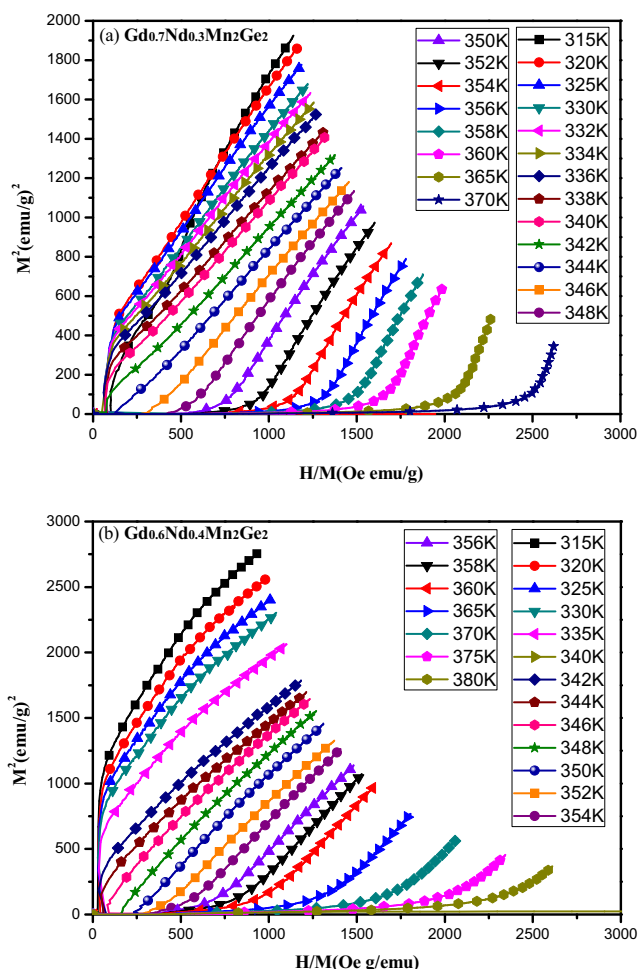 (a) Gd0.7Nd0.3Mn2Ge2
350K
352K
354K
356K
358K
360K
365K
370K
315K
320K
325K
330K
332K
334K
336K
338K
340K
342K
344K
346K
348K
M²(emu/g)²
2000
1800
1600
1400
1200
1000
800
600
400
200
0
0 500 1000 1500 2000 2500 3000
H/M(Oe emu/g)
(b) Gd0.6Nd0.4Mn2Ge2
356K
358K
360K
365K
370K
375K
380K
315K
320K
325K
330K
335K
340K
342K
344K
346K
348K
350K
352K
354K
M²(emu/g)²
3000
2500
2000
1500
1000
500
0
0 500 1000 1500 2000 2500 3000
H/M(Oe g/emu)